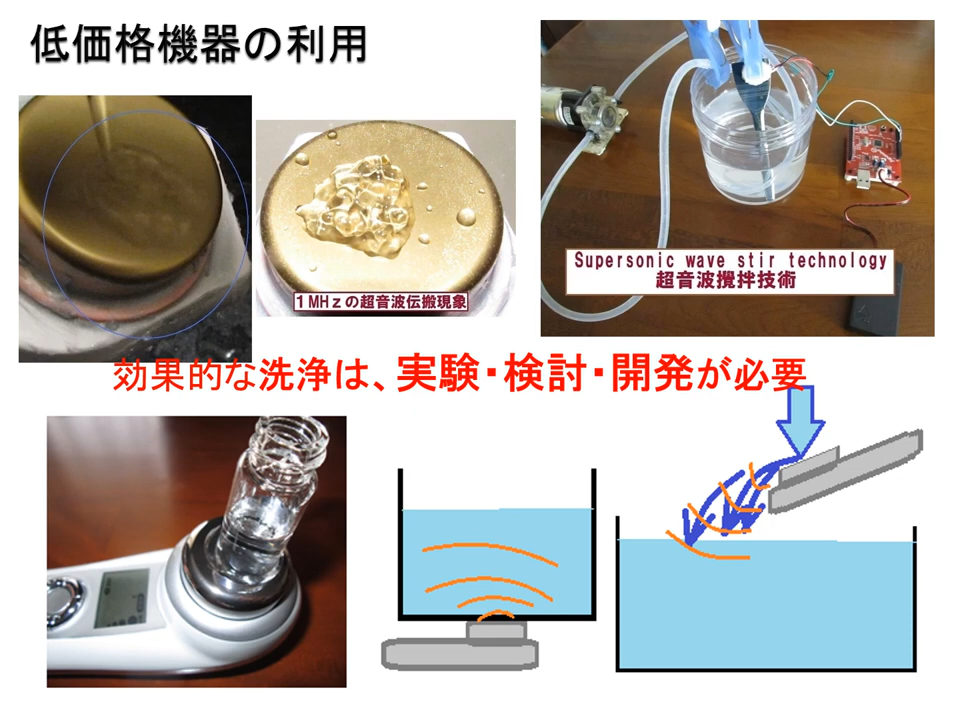 低価格機器の利用
1MHzの超音波伝搬現象
Supersonic wave stir technology
超音波攪拌技術
効果的な洗浄は、実験・検討・開発が必要